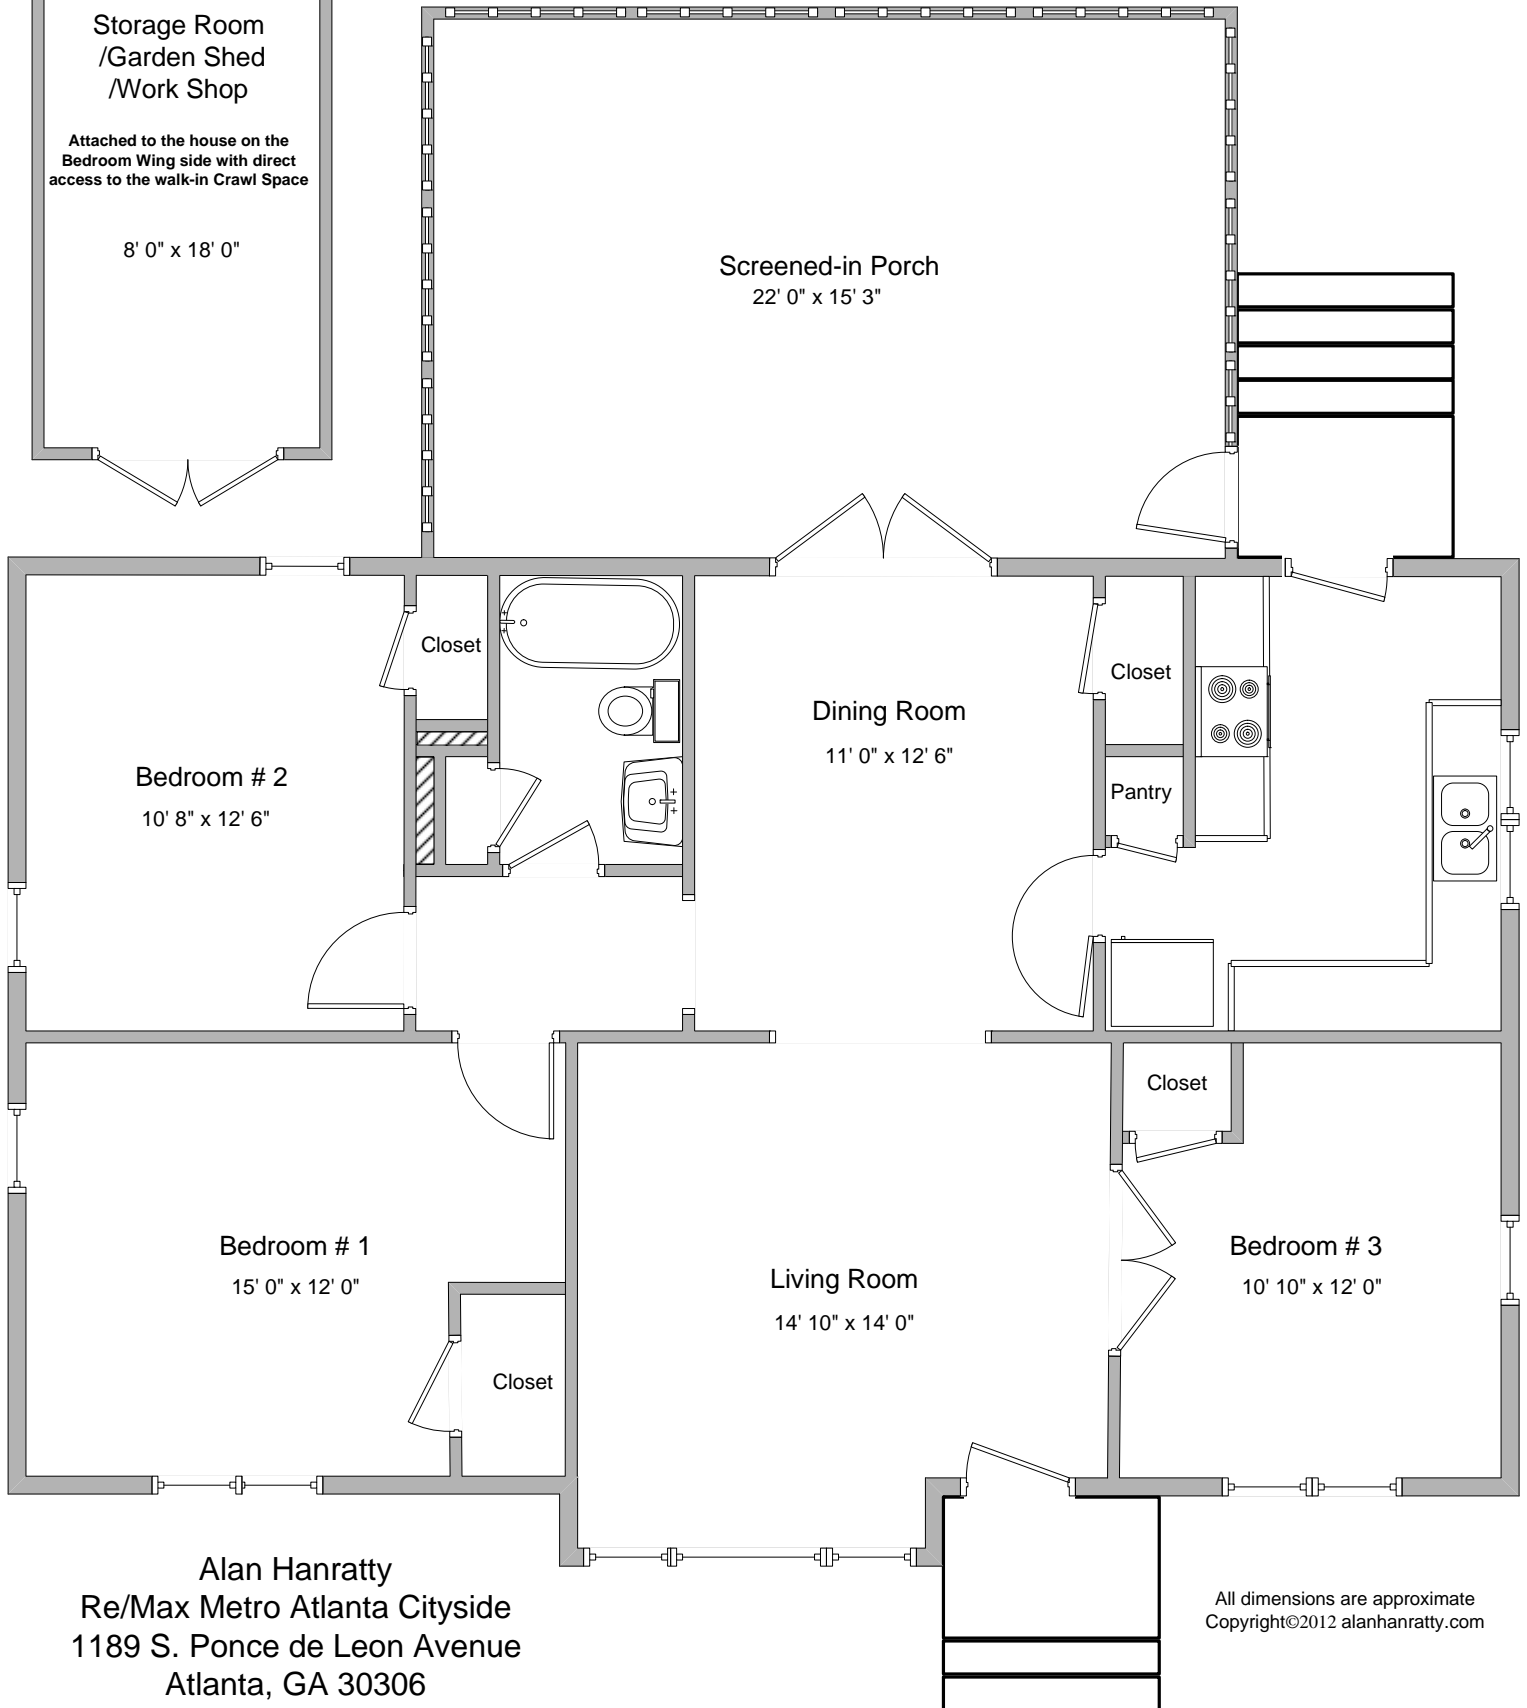 Storage Room
/Garden Shed
/Work Shop
Attached to the house on the
Bedroom Wing side with direct
access to the walk-in Crawl Space
8' 0" x 18' 0"
Screened-in Porch
22' 0" x 15' 3"
Closet
Closet
Dining Room
11' 0" x 12' 6"
Bedroom # 2
10' 8" x 12' 6"
Pantry
Closet
Bedroom # 1
15' 0" x 12' 0"
Living Room
14' 10" x 14' 0"
Bedroom # 3
10' 10" x 12' 0"
Closet
Alan Hanratty
Re/Max Metro Atlanta Cityside
1189 S. Ponce de Leon Avenue
Atlanta, GA 30306
All dimensions are approximate
Copyright©2012 alanhanratty.com